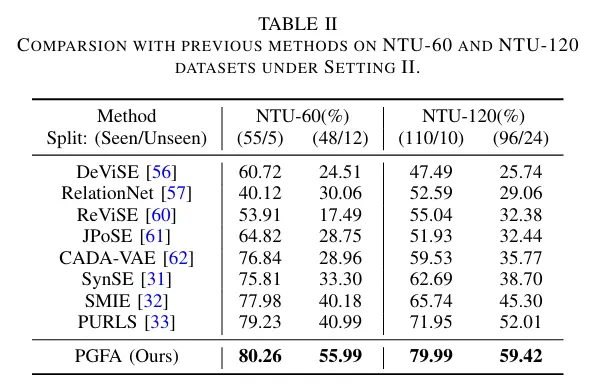 TABLE II
COMPARSION WITH PREVIOUS METHODS ON NTU-60 AND NTU-120
DATASETS UNDER SETTING II.
Method NTU-60(%) NTU-120(%)
Split: (Seen/Unseen) (55/5) (48/12) (110/10) (96/24)
DeViSE [56] 60.72 24.51 47.49 25.74
RelationNet [57] 40.12 30.06 52.59 29.06
ReViSE [60] 53.91 17.49 55.04 32.38
JPoSE [61] 64.82 28.75 51.93 32.44
CADA-VAE [62] 76.84 28.96 59.53 35.77
SynSE [31] 75.81 33.30 62.69 38.70
SMIE [32] 77.98 40.18 65.74 45.30
PURLS [33] 79.23 40.99 71.95 52.01
PGFA (Ours) 80.26 55.99 79.99 59.42